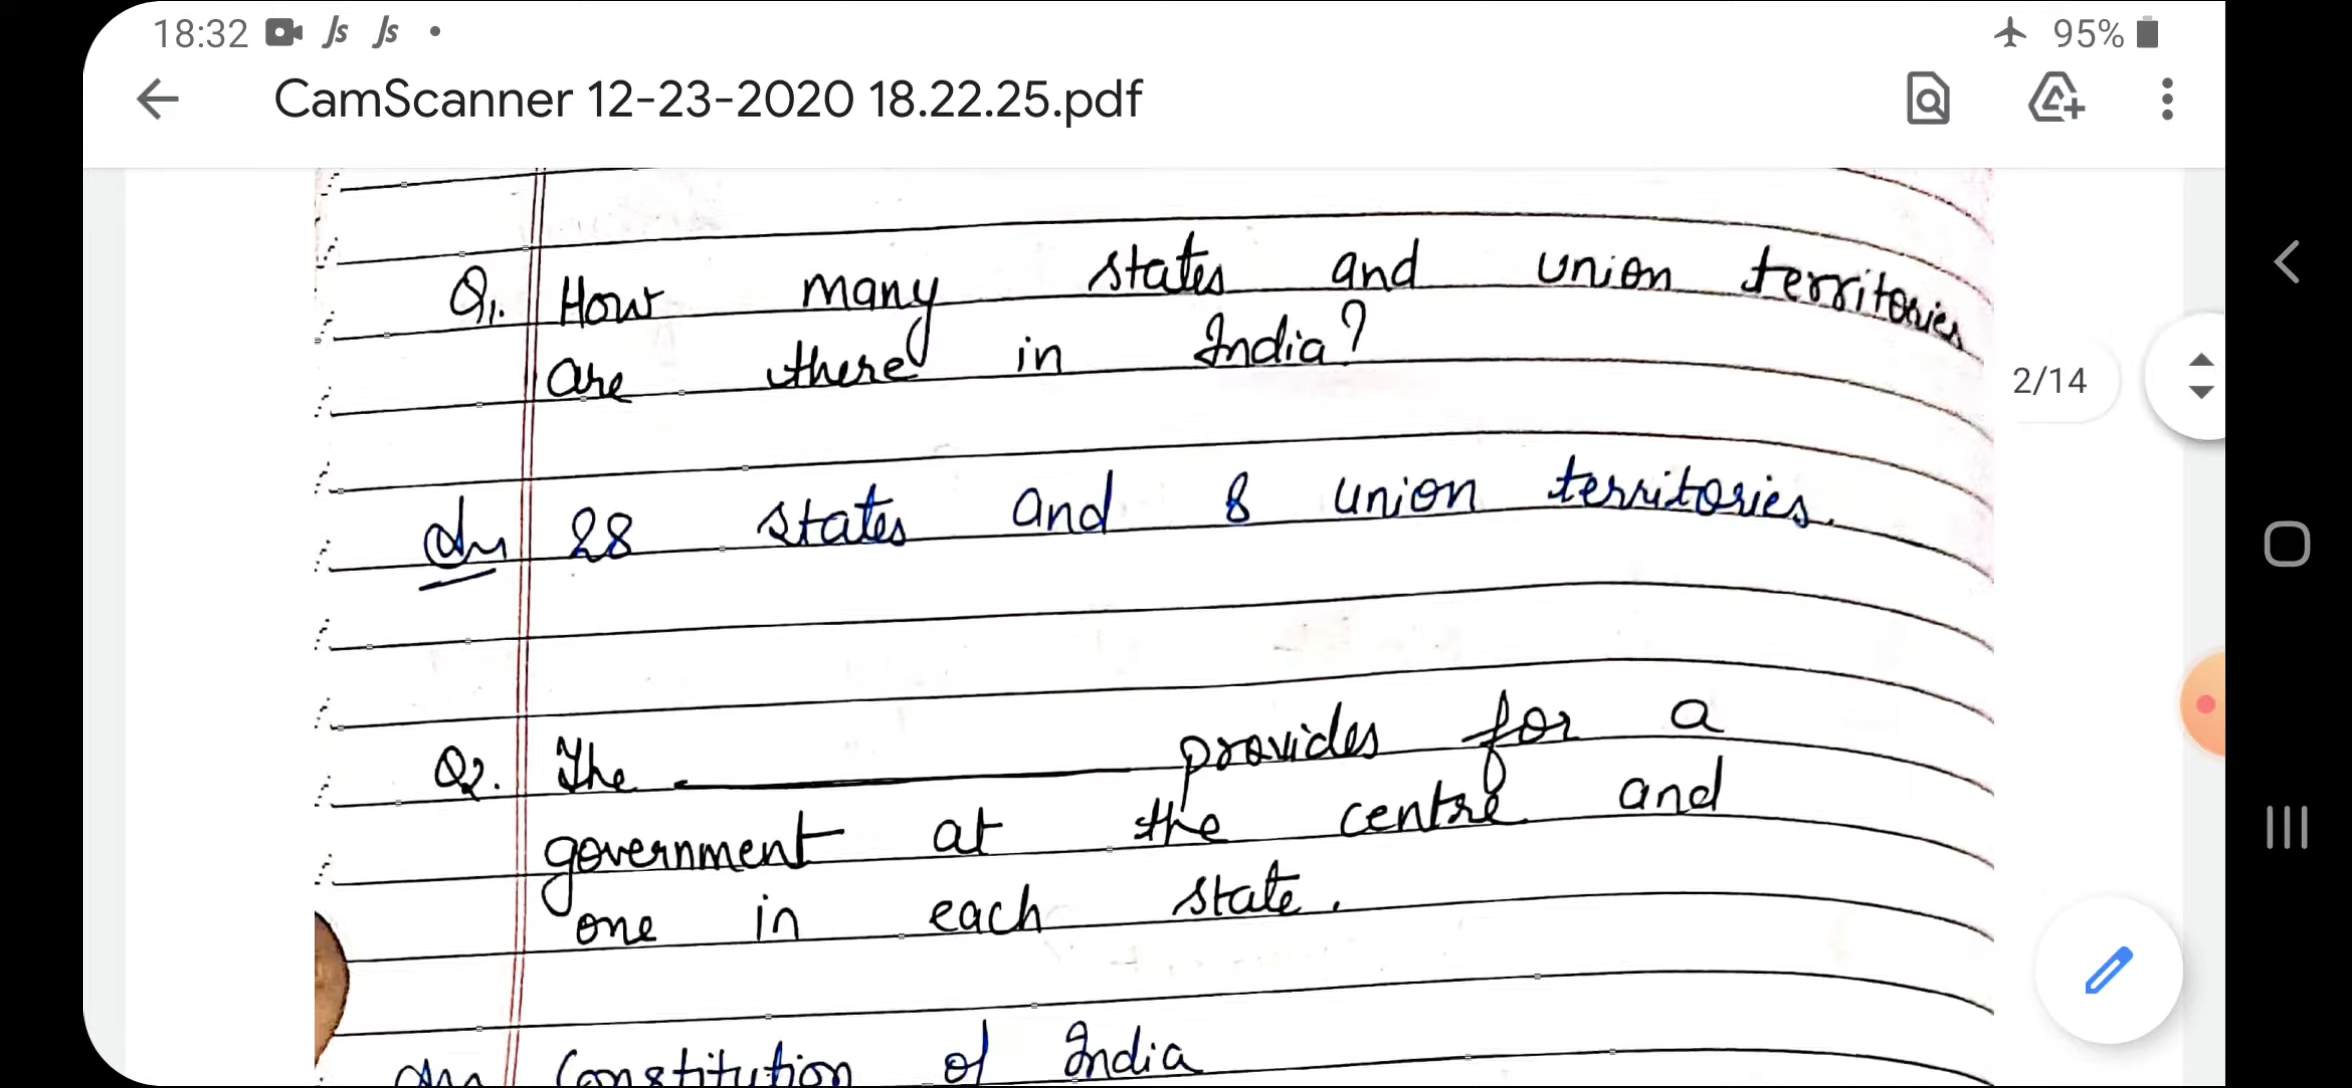 18:32 Js Js 95%
CamScanner 12-23-2020 18.22.25.pdf
Q1. How many states and union territories
are there in India?
2/14
Ans 28 states and 8 union territories.
Q2. The ________ provides for a
government at the centre and
one in each state.
Ans Constitution of India